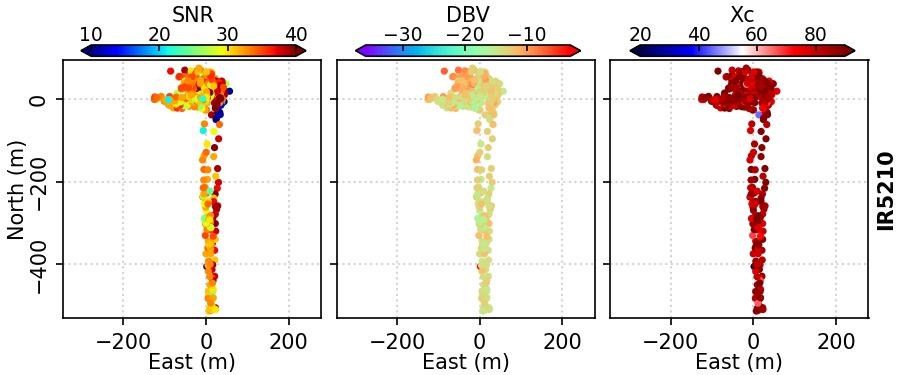 SNR DBV Xc
10 20 30 40 −30 −20 −10 20 40 60 80
North (m)
0
−200
−400
IR5210
−200 0 200 −200 0 200 −200 0 200
East (m) East (m) East (m)